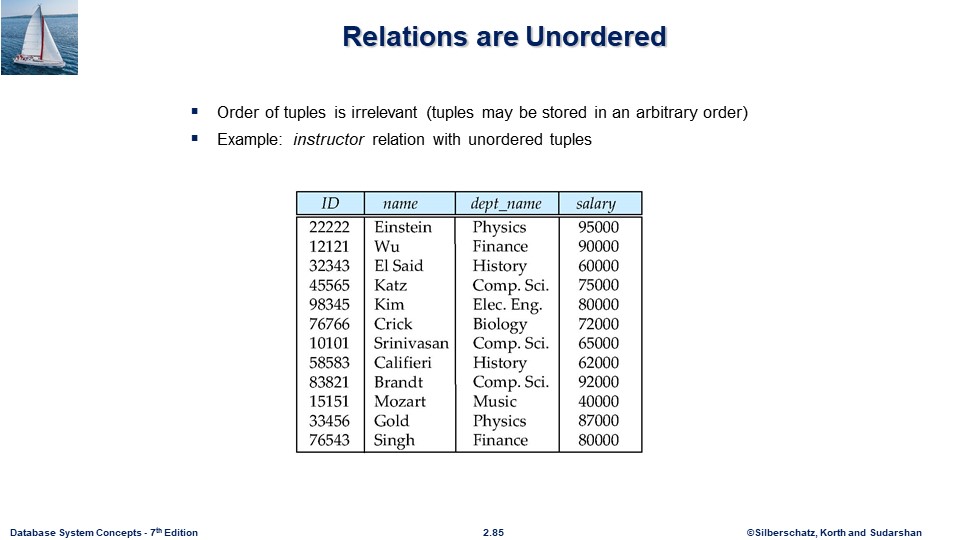 Relations are Unordered
▪ Order of tuples is irrelevant (tuples may be stored in an arbitrary order)
▪ Example: instructor relation with unordered tuples
ID name dept_name salary
22222 Einstein Physics 95000
12121 Wu Finance 90000
32343 El Said History 60000
45565 Katz Comp. Sci. 75000
98345 Kim Elec. Eng. 80000
76766 Crick Biology 72000
10101 Srinivasan Comp. Sci. 65000
58583 Califieri History 62000
83821 Brandt Comp. Sci. 92000
15151 Mozart Music 40000
33456 Gold Physics 87000
76543 Singh Finance 80000
Database System Concepts - 7th Edition 2.85 ©Silberschatz, Korth and Sudarshan